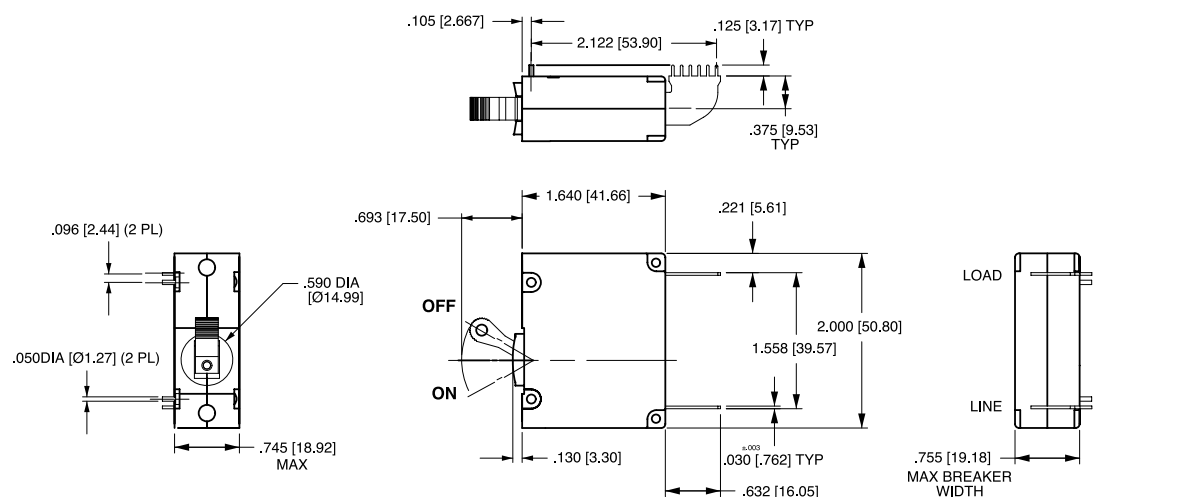 .105 [2.667]
.125 [3.17] TYP
2.122 [53.90]
.375 [9.53]
TYP
1.640 [41.66]
.693 [17.50]
.221 [5.61]
.096 [2.44] (2 PL)
.590 DIA
[Ø14.99]
LOAD
OFF
2.000 [50.80]
1.558 [39.57]
.050DIA [Ø1.27] (2 PL)
ON
LINE
.745 [18.92]
MAX
.130 [3.30]
±.003
.030 [.762] TYP
.632 [16.05]
.755 [19.18]
MAX BREAKER
WIDTH